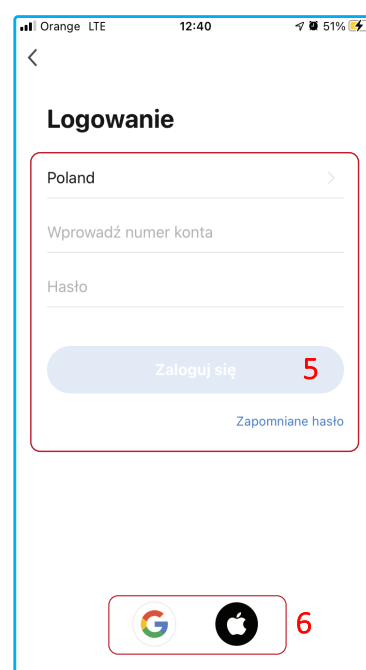 Orange LTE 12:40 51%
Logowanie
Poland
Wprowadź numer konta
Hasło
Zaloguj się 5
Zapomniane hasło
G 6